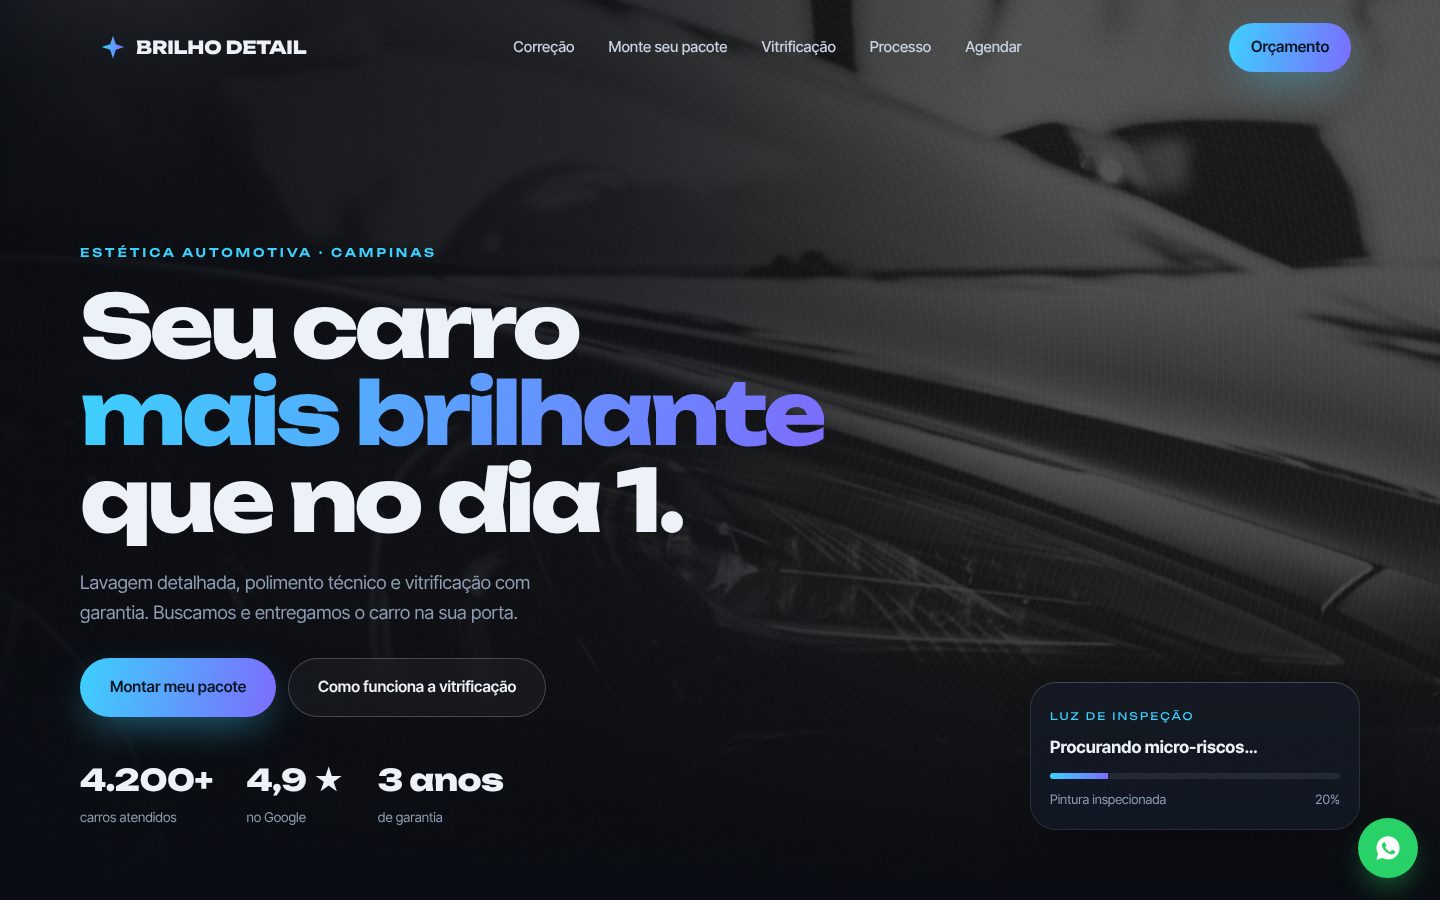 BRILHO DETAIL
Correção
Monte seu pacote
Vitrificação
Processo
Agendar
Orçamento
ESTÉTICA AUTOMOTIVA · CAMPINAS
Seu carro
mais brilhante
que no dia 1.
Lavagem detalhada, polimento técnico e vitrificação com
garantia. Buscamos e entregamos o carro na sua porta.
Montar meu pacote
Como funciona a vitrificação
4.200+
carros atendidos
4,9 ★
no Google
3 anos
de garantia
LUZ DE INSPEÇÃO
Procurando micro-riscos...
Pintura inspecionada
20%